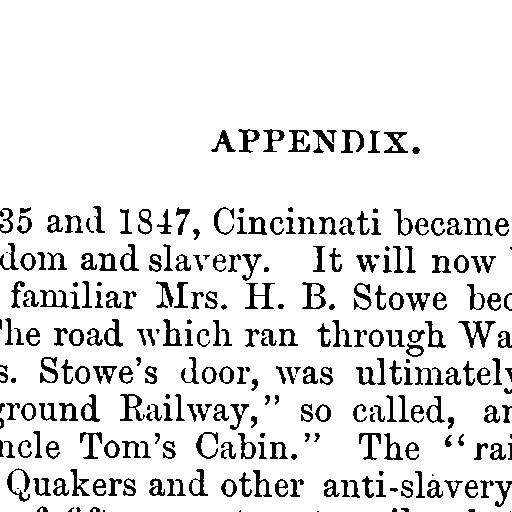 APPENDIX.
35 and 1847, Cincinnati became
dom and slavery. It will now
familiar Mrs. H. B. Stowe bec
he road which ran through Wa
s. Stowe's door, was ultimately
ground Railway," so called, an
ncle Tom's Cabin." The "rai
Quakers and other anti-slavery